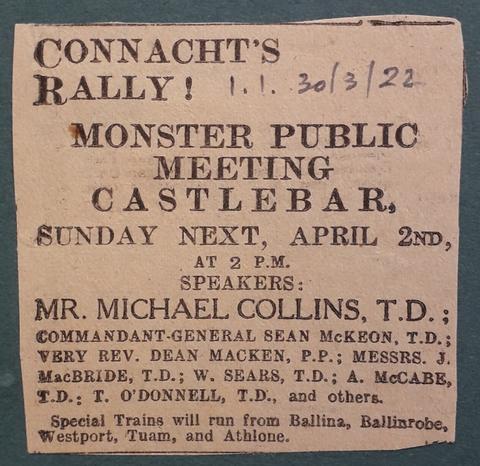 CONNACHT'S
RALLY! I.I. 30/3/22
MONSTER PUBLIC
MEETING
CASTLEBAR,
SUNDAY NEXT, APRIL 2ND,
AT 2 P.M.
SPEAKERS:
MR. MICHAEL COLLINS, T.D.;
COMMANDANT-GENERAL SEAN McKEON, T.D.;
VERY REV. DEAN MACKEN, P.P.; MESSRS. J.
MacBRIDE, T.D.; W. SEARS, T.D.; A. McCABE,
T.D.; T. O'DONNELL, T.D., and others.
Special Trains will run from Ballina, Ballinrobe,
Westport, Tuam, and Athlone.